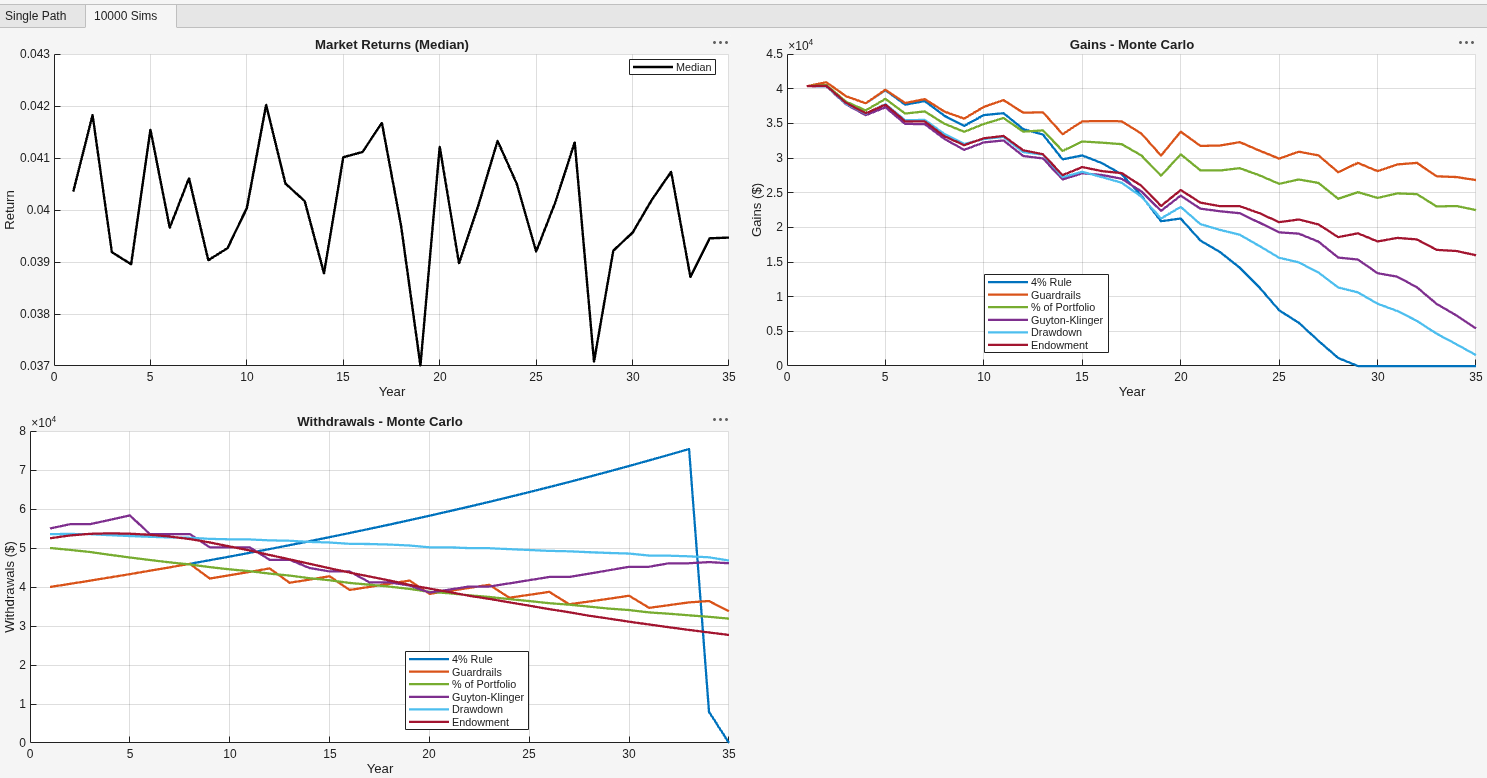 Single Path
10000 Sims
Market Returns (Median)
Median
Return
0.043
0.042
0.041
0.04
0.039
0.038
0.037
0 5 10 15 20 25 30 35
Year
Gains - Monte Carlo
×10⁴
Gains ($)
4.5
4
3.5
3
2.5
2
1.5
1
0.5
0
4% Rule
Guardrails
% of Portfolio
Guyton-Klinger
Drawdown
Endowment
0 5 10 15 20 25 30 35
Year
Withdrawals - Monte Carlo
×10⁴
Withdrawals ($)
8
7
6
5
4
3
2
1
0
4% Rule
Guardrails
% of Portfolio
Guyton-Klinger
Drawdown
Endowment
0 5 10 15 20 25 30 35
Year